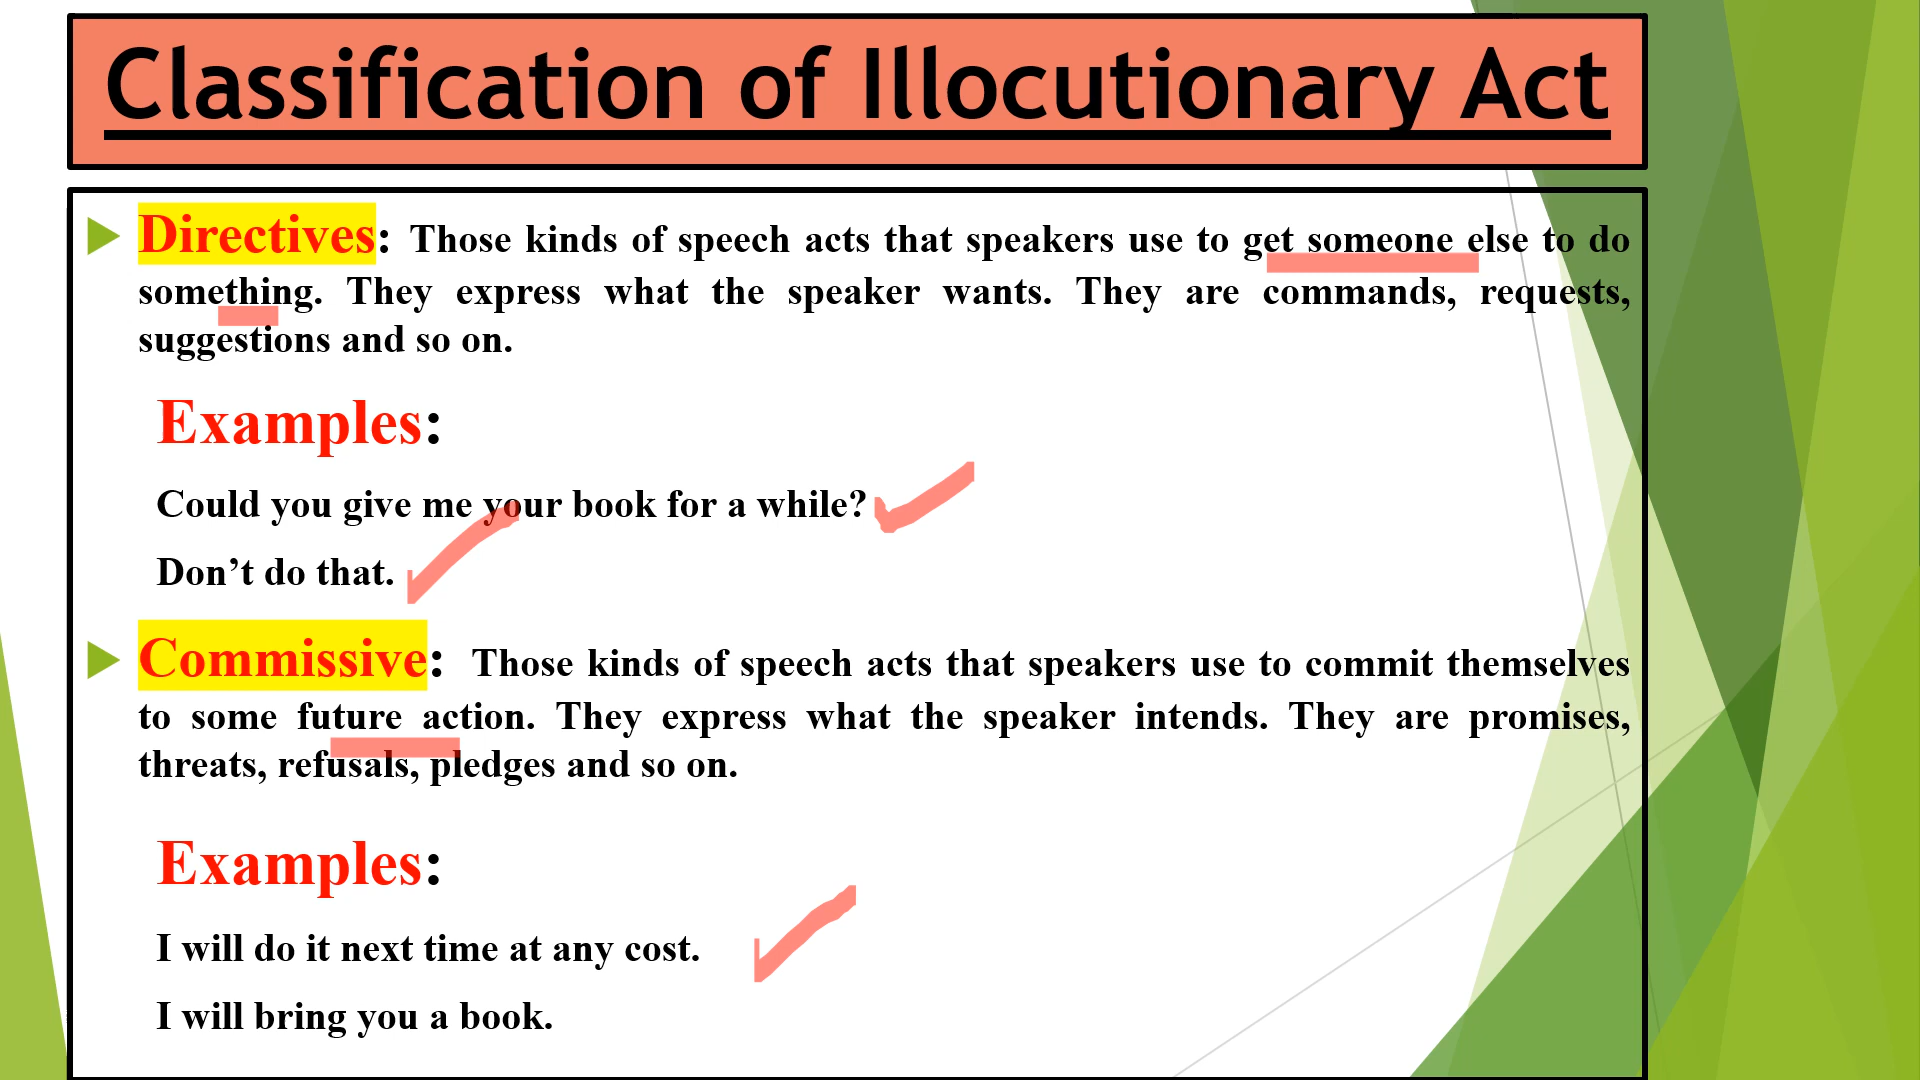 Classification of Illocutionary Act
Directives: Those kinds of speech acts that speakers use to get someone else to do
something. They express what the speaker wants. They are commands, requests,
suggestions and so on.
Examples:
Could you give me your book for a while?
Don’t do that.
Commissive: Those kinds of speech acts that speakers use to commit themselves
to some future action. They express what the speaker intends. They are promises,
threats, refusals, pledges and so on.
Examples:
I will do it next time at any cost.
I will bring you a book.